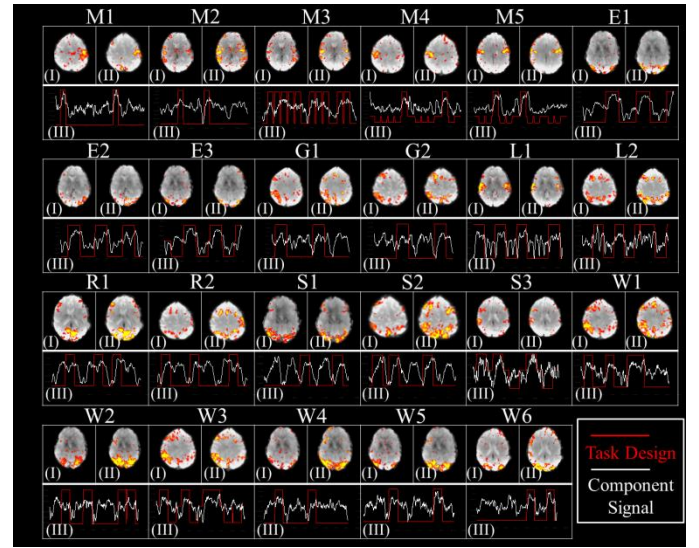 M1 M2 M3 M4 M5 E1
(I) (II) (I) (II) (I) (II) (I) (II) (I) (II) (I) (II)
(III) (III) (III) (III) (III) (III)
E2 E3 G1 G2 L1 L2
(I) (II) (I) (II) (I) (II) (I) (II) (I) (II) (I) (II)
(III) (III) (III) (III) (III) (III)
R1 R2 S1 S2 S3 W1
(I) (II) (I) (II) (I) (II) (I) (II) (I) (II) (I) (II)
(III) (III) (III) (III) (III) (III)
W2 W3 W4 W5 W6
(I) (II) (I) (II) (I) (II) (I) (II) (I) (II)
(III) (III) (III) (III) (III)
Task Design
Component
Signal